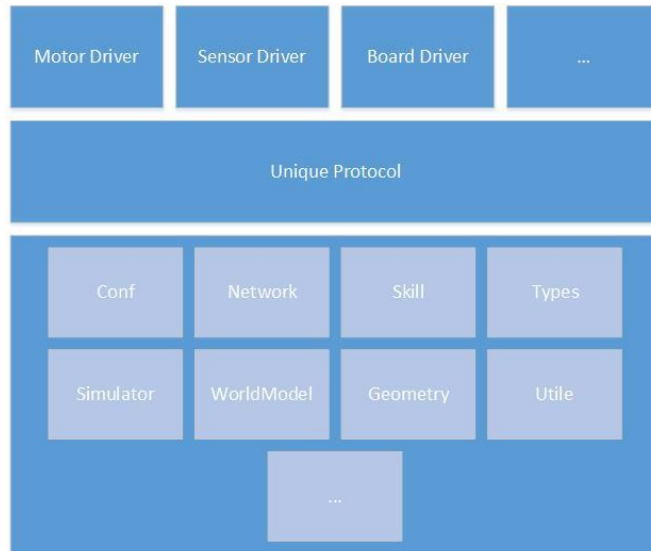 Motor Driver
Sensor Driver
Board Driver
...
Unique Protocol
Conf
Network
Skill
Types
Simulator
WorldModel
Geometry
Utile
...